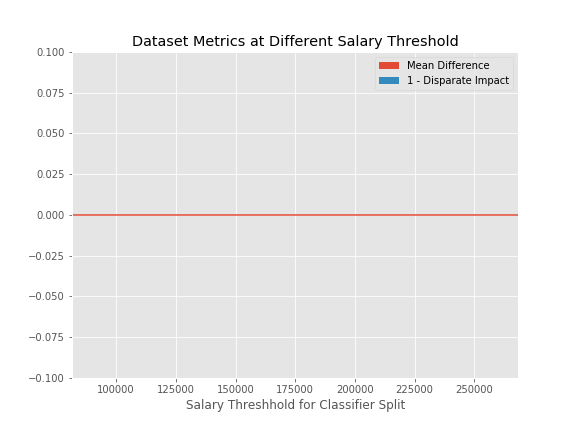 Dataset Metrics at Different Salary Threshold
0.100
0.075
0.050
0.025
0.000
−0.025
−0.050
−0.075
−0.100
Mean Difference
1 - Disparate Impact
100000 125000 150000 175000 200000 225000 250000
Salary Threshhold for Classifier Split